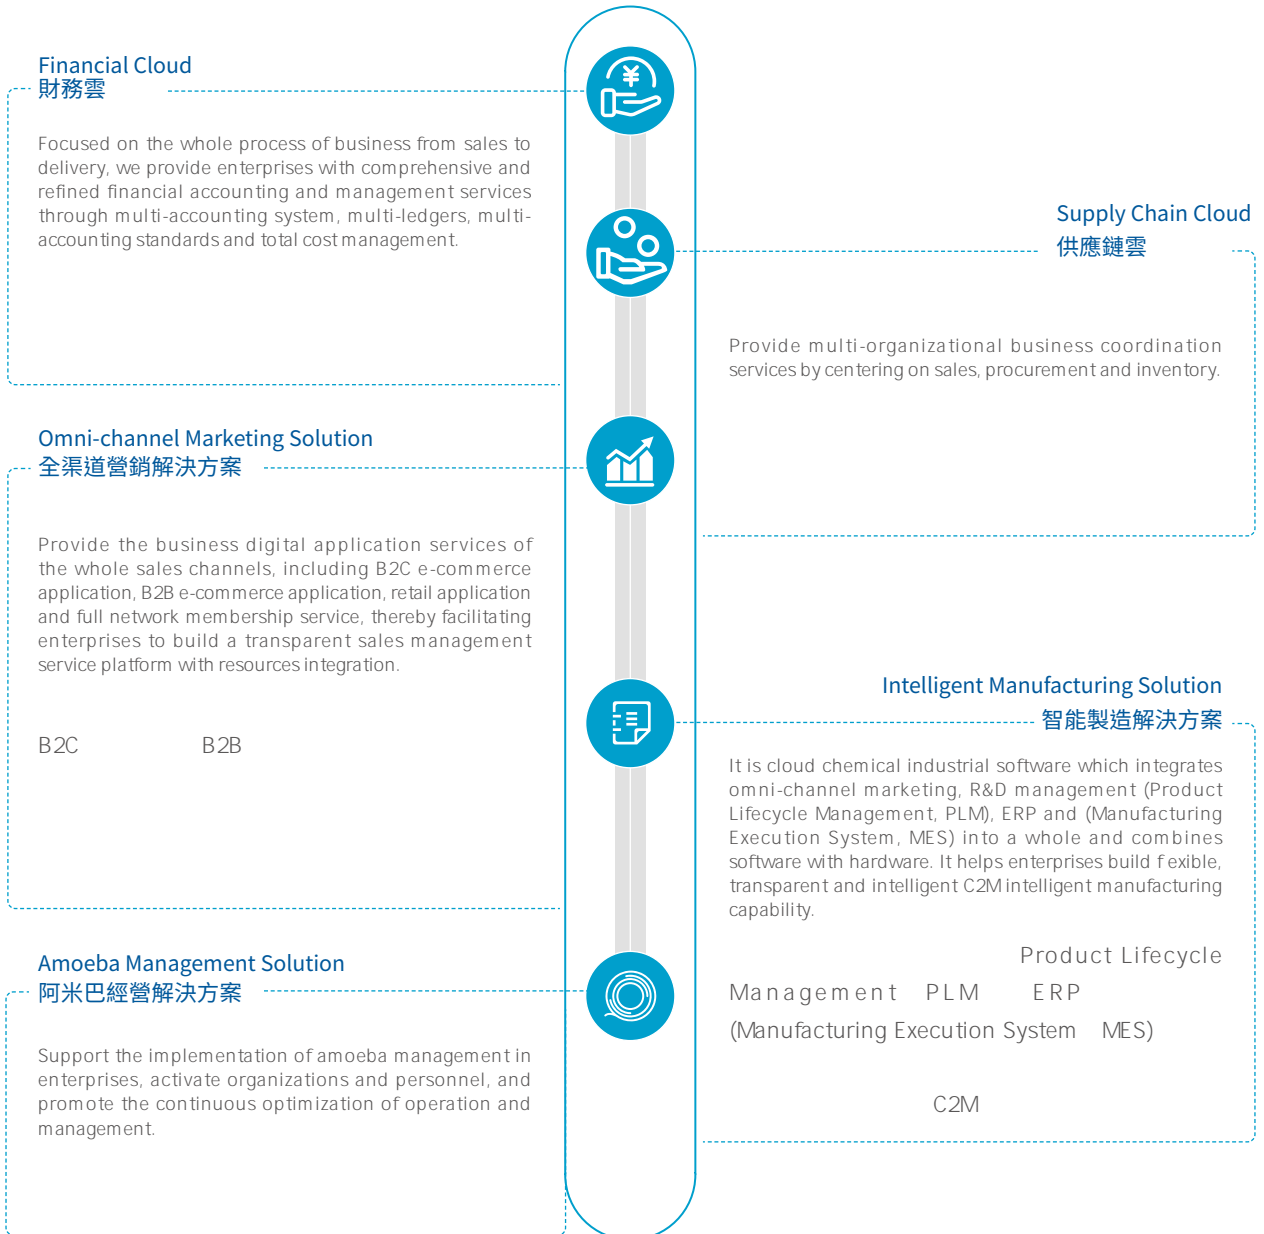 Financial Cloud
財務雲
Focused on the whole process of business from sales to
delivery, we provide enterprises with comprehensive and
refined financial accounting and management services
through multi-accounting system, multi-ledgers, multi-
accounting standards and total cost management.
Supply Chain Cloud
供應鏈雲
Provide multi-organizational business coordination
services by centering on sales, procurement and inventory.
Omni-channel Marketing Solution
全渠道營銷解決方案
Provide the business digital application services of
the whole sales channels, including B2C e-commerce
application, B2B e-commerce application, retail application
and full network membership service, thereby facilitating
enterprises to build a transparent sales management
service platform with resources integration.
B2C B2B
Intelligent Manufacturing Solution
智能製造解決方案
It is cloud chemical industrial software which integrates
omni-channel marketing, R&D management (Product
Lifecycle Management, PLM), ERP and (Manufacturing
Execution System, MES) into a whole and combines
software with hardware. It helps enterprises build f exible,
transparent and intelligent C2M intelligent manufacturing
capability.
Product Lifecycle
Management PLM ERP
(Manufacturing Execution System MES)
C2M
Amoeba Management Solution
阿米巴經營解決方案
Support the implementation of amoeba management in
enterprises, activate organizations and personnel, and
promote the continuous optimization of operation and
management.